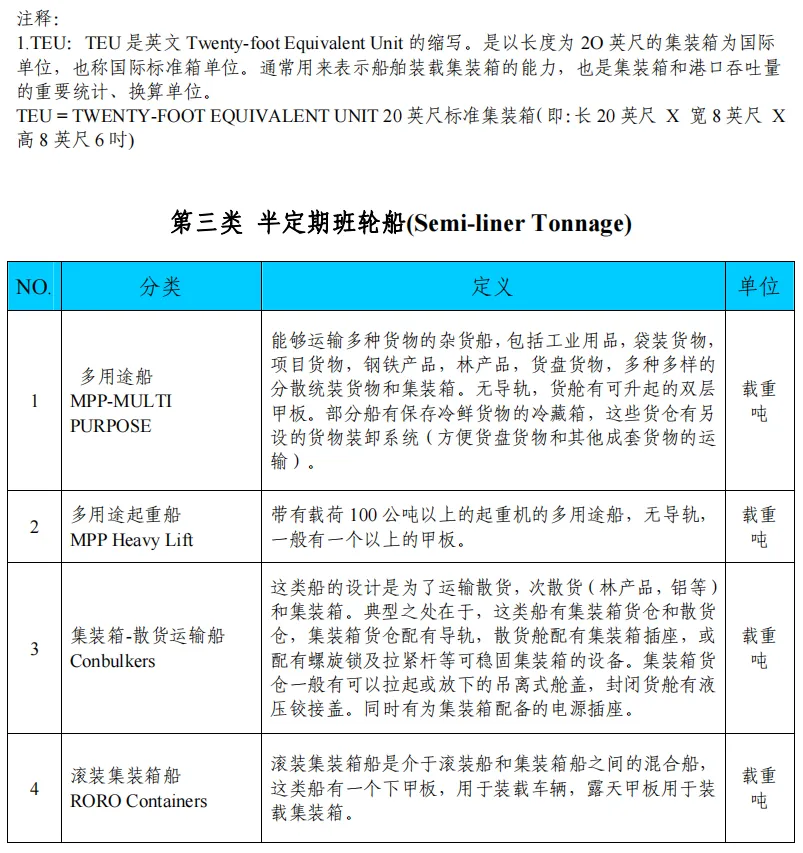 注释:
1.TEU: TEU 是英文 Twenty-foot Equivalent Unit 的缩写。是以长度为 2O 英尺的集装箱为国际
单位，也称国际标准箱单位。通常用来表示船舶装载集装箱的能力，也是集装箱和港口吞吐量
的重要统计、换算单位。
TEU = TWENTY-FOOT EQUIVALENT UNIT 20 英尺标准集装箱( 即:长 20 英尺 X 宽 8 英尺 X
高 8 英尺 6 吋)
第三类 半定期班轮船(Semi-liner Tonnage)
NO. 分类 定义 单位
1
多用途船
MPP-MULTI
PURPOSE
能够运输多种货物的杂货船，包括工业用品，袋装货物，
项目货物，钢铁产品，林产品，货盘货物，多种多样的
分散统装货物和集装箱。无导轨，货舱有可升起的双层
甲板。部分船有保存冷鲜货物的冷藏箱，这些货仓有另
设的货物装卸系统（方便货盘货物和其他成套货物的运
输）。
载重
吨
2
多用途起重船
MPP Heavy Lift
带有载荷 100 公吨以上的起重机的多用途船，无导轨，
一般有一个以上的甲板。
载重
吨
3
集装箱-散货运输船
Conbulkers
这类船的设计是为了运输散货，次散货（林产品，铝等）
和集装箱。典型之处在于，这类船有集装箱货仓和散货
仓，集装箱货仓配有导轨，散货舱配有集装箱插座，或
配有螺旋锁及拉紧杆等可稳固集装箱的设备。集装箱货
仓一般有可以拉起或放下的吊离式舱盖，封闭货舱有液
压铰接盖。同时有为集装箱配备的电源插座。
载重
吨
4
滚装集装箱船
RORO Containers
滚装集装箱船是介于滚装船和集装箱船之间的混合船，
这类船有一个下甲板，用于装载车辆，露天甲板用于装
载集装箱。
载重
吨